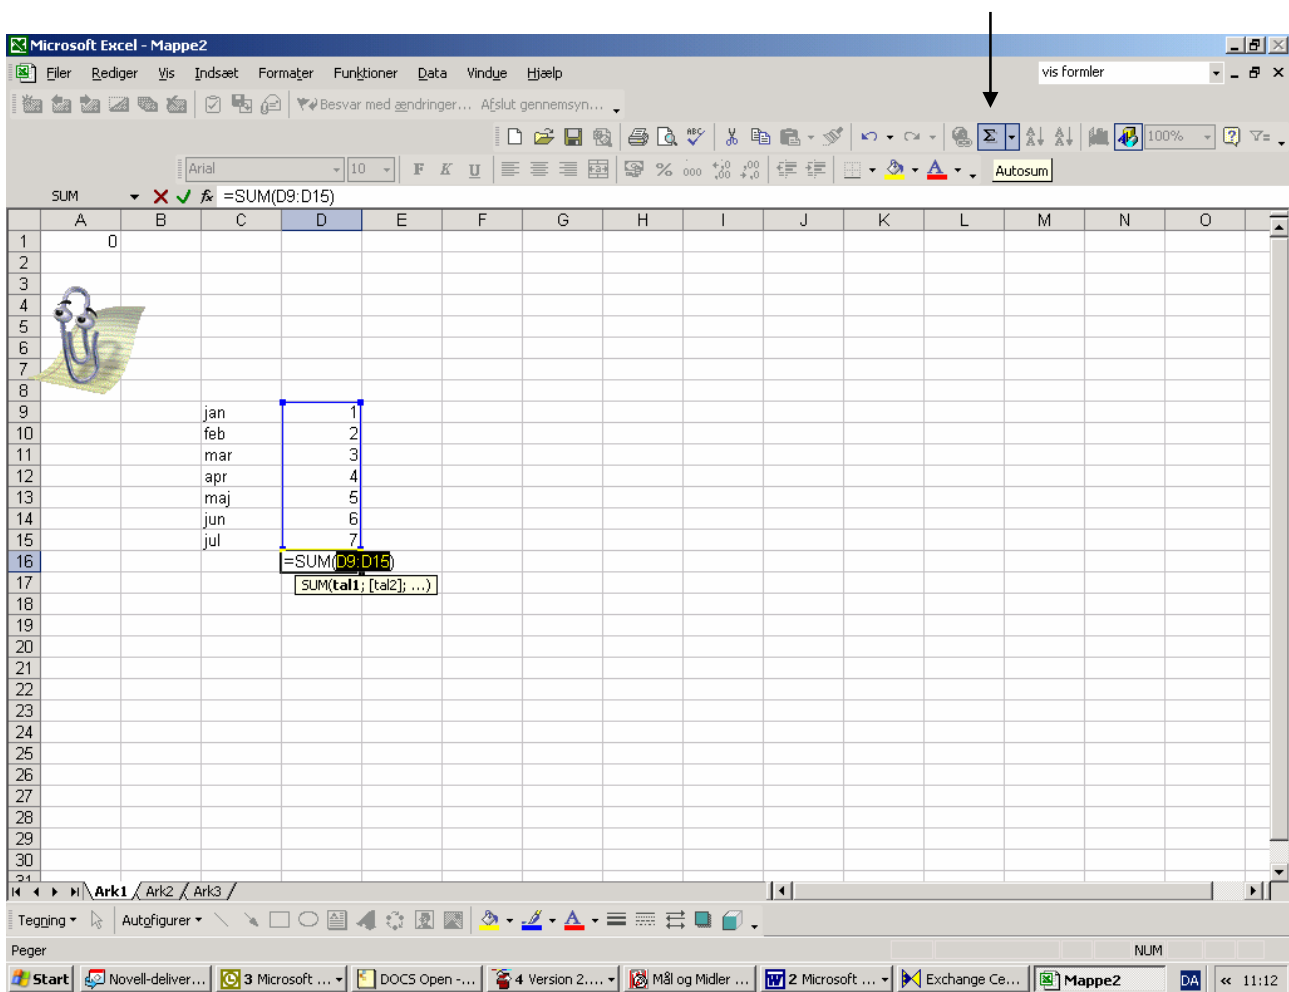 Microsoft Excel - Mappe2
Filer Rediger Vis Indsæt Formater Funktioner Data Vindue Hjælp vis formler
Besvar med ændringer... Afslut gennemsyn...
ABC Σ 100% ?
Arial 10 F K U % 000 A Autosum
SUM fx =SUM(D9:D15)
A B C D E F G H I J K L M N O
1 0
2
3
4
5
6
7
8
9 jan 1
10 feb 2
11 mar 3
12 apr 4
13 maj 5
14 jun 6
15 jul 7
16 =SUM(D9:D15)
17 SUM(tal1; [tal2]; ...)
18
19
20
21
22
23
24
25
26
27
28
29
30
31
Ark1 Ark2 Ark3
Tegning Autofigurer A
Peger NUM
Start Novell-deliver... 3 Microsoft ... DOCS Open -... 4 Version 2.... Mål og Midler ... 2 Microsoft ... Exchange Ce... Mappe2 DA « 11:12